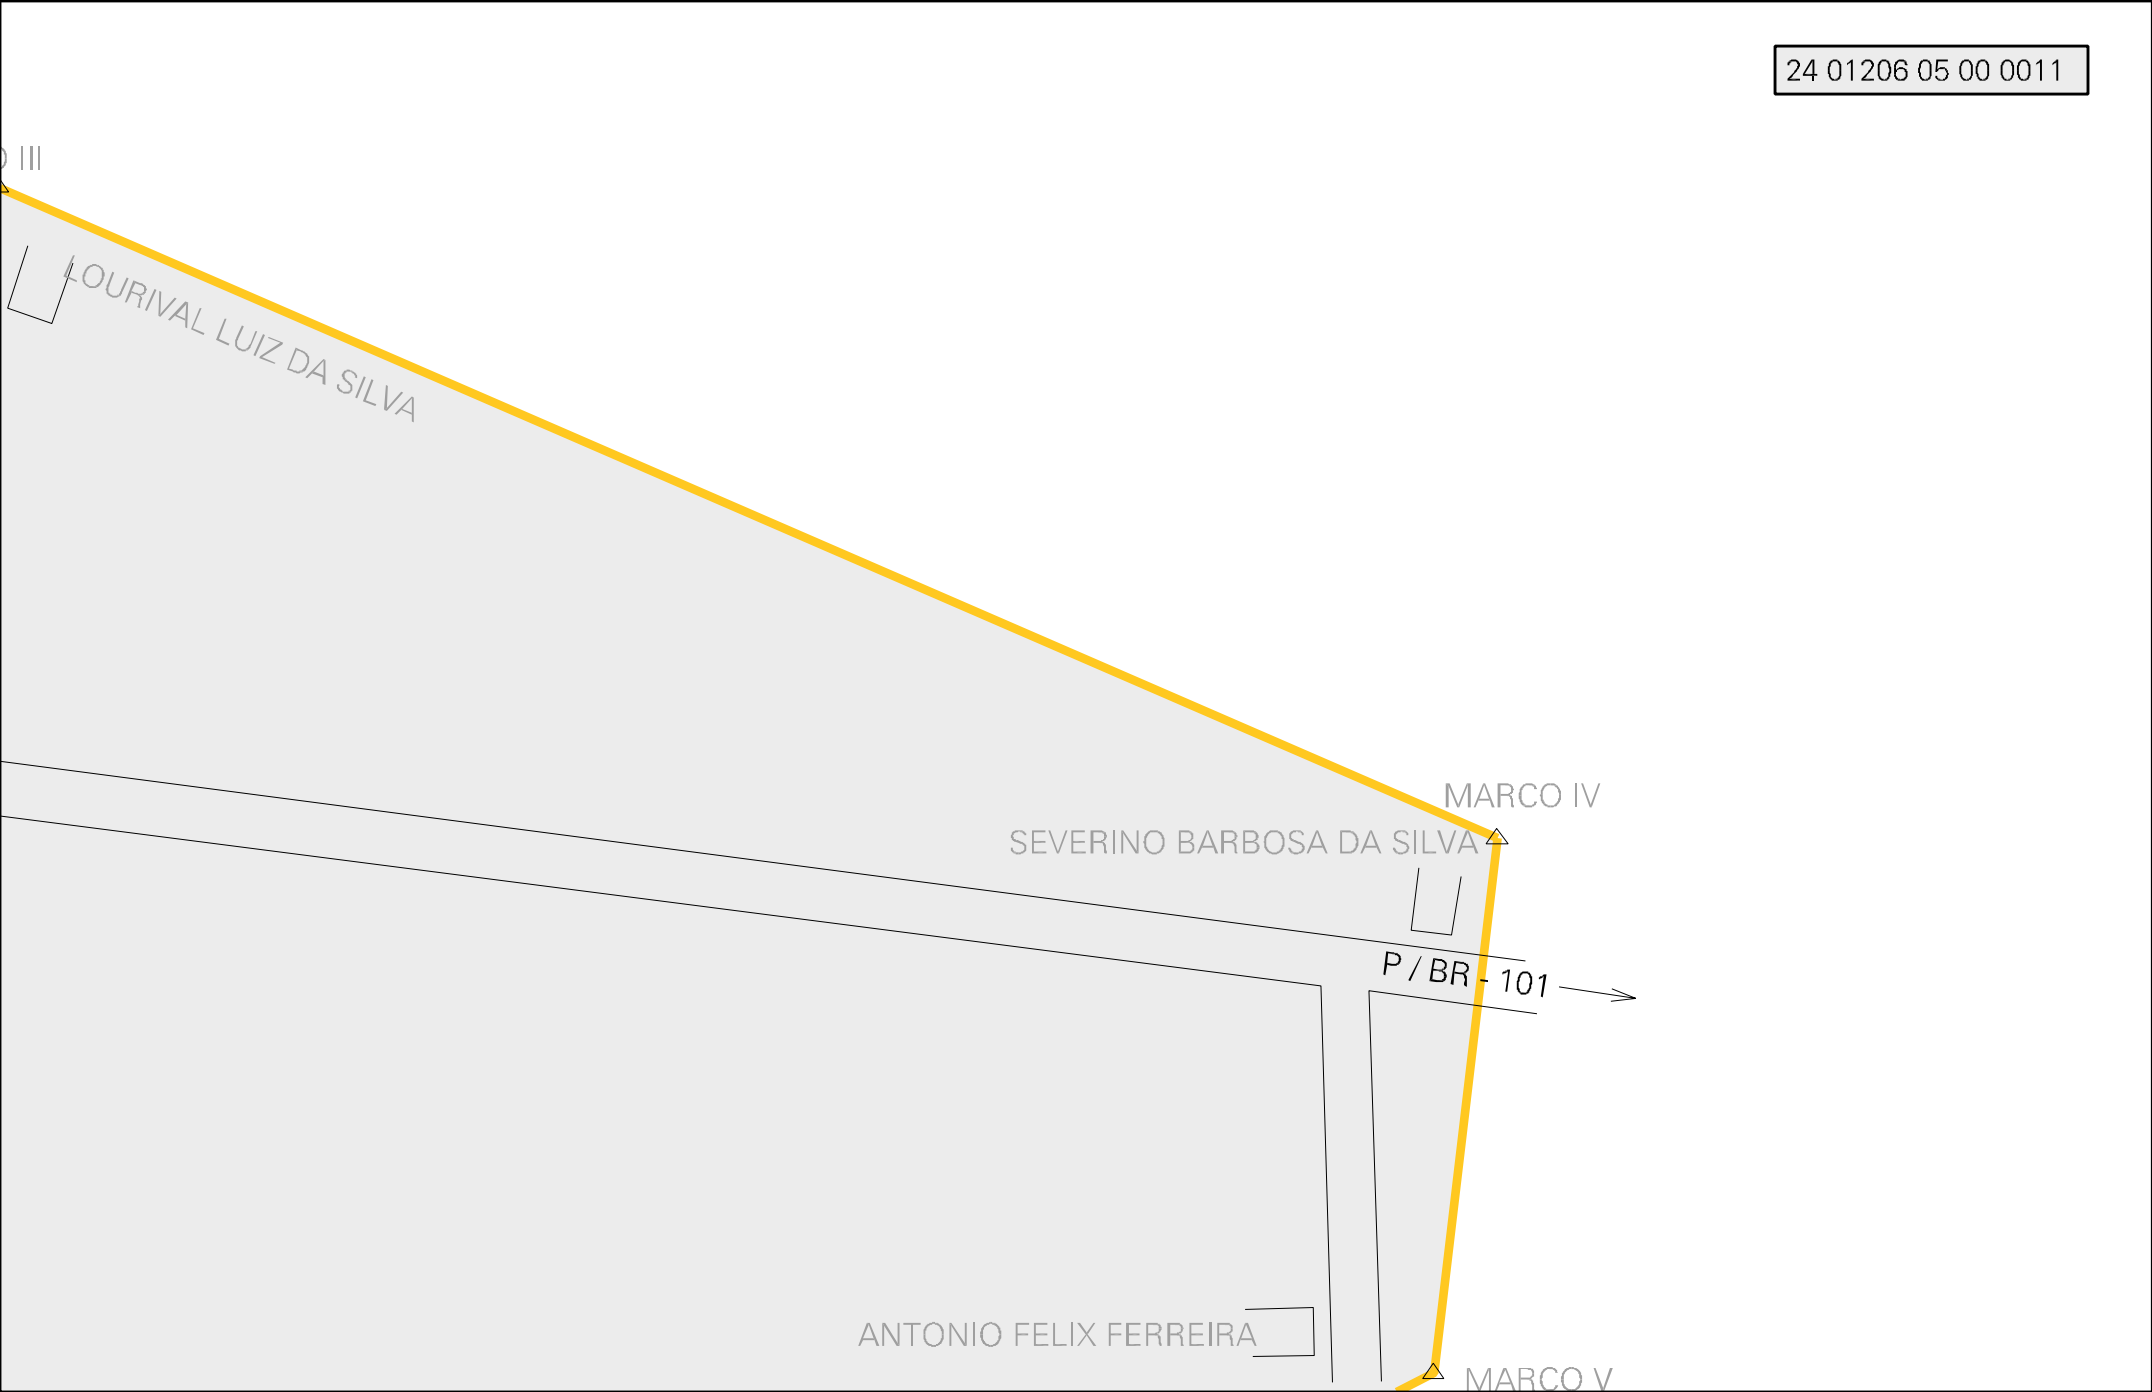 24 01206 05 00 0011
III
LOURIVAL LUIZ DA SILVA
MARCO IV
SEVERINO BARBOSA DA SILVA
P / BR - 101
ANTONIO FELIX FERREIRA
MARCO V